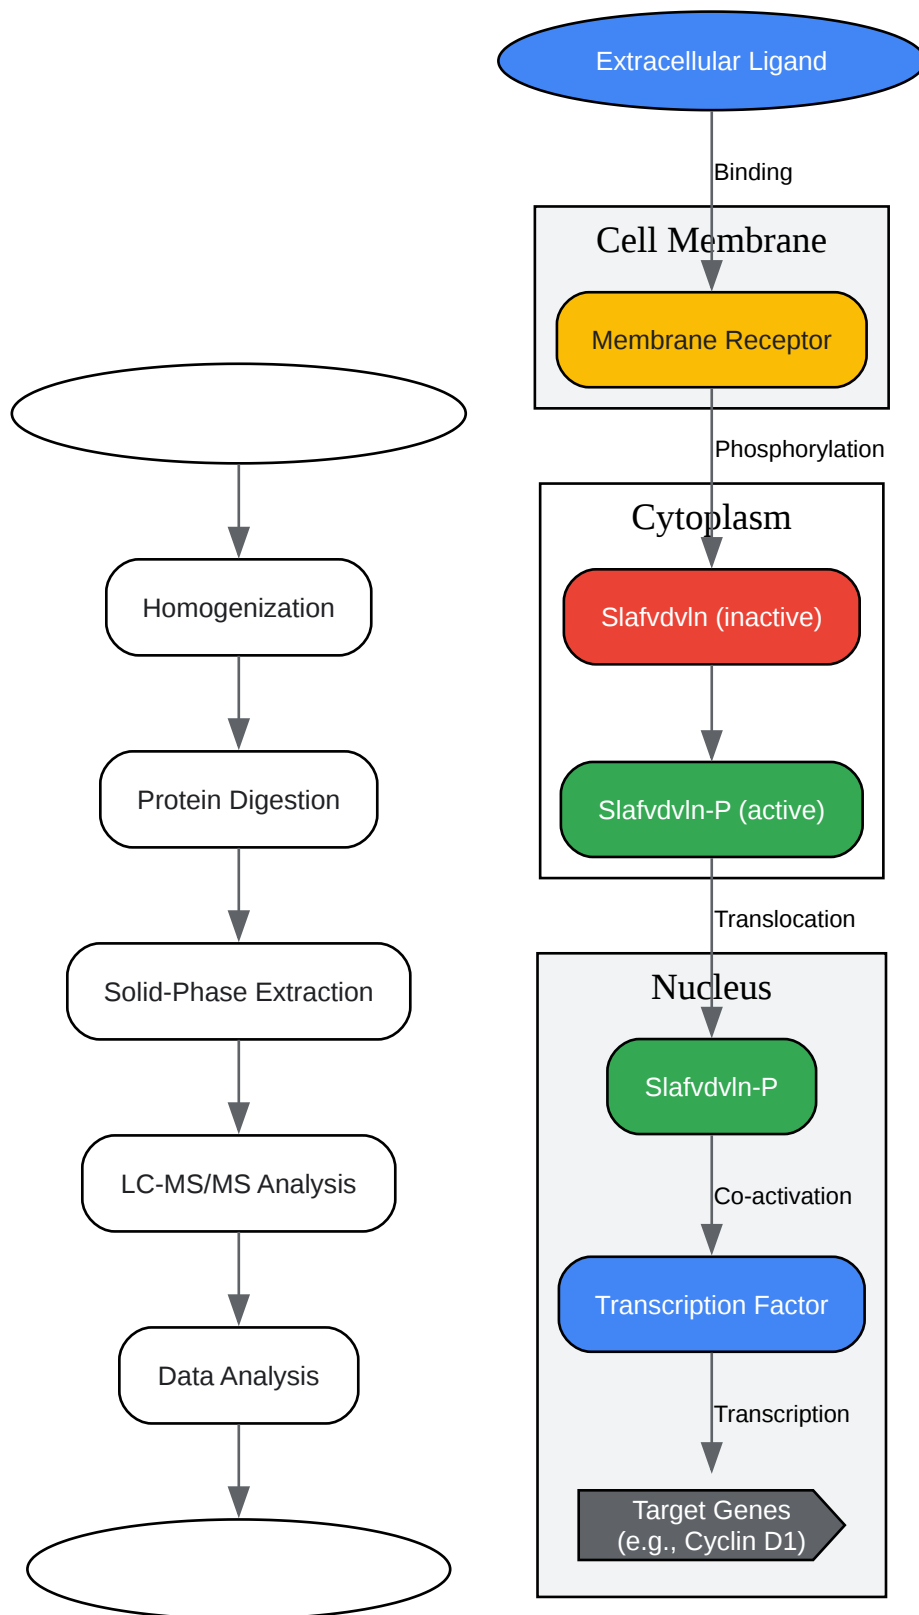 Extracellular Ligand
Binding
Cell Membrane
Membrane Receptor
Phosphorylation
Cytoplasm
Slafvdvln (inactive)
Slafvdvln-P (active)
Translocation
Nucleus
Slafvdvln-P
Co-activation
Transcription Factor
Transcription
Target Genes
(e.g., Cyclin D1)
Homogenization
Protein Digestion
Solid-Phase Extraction
LC-MS/MS Analysis
Data Analysis